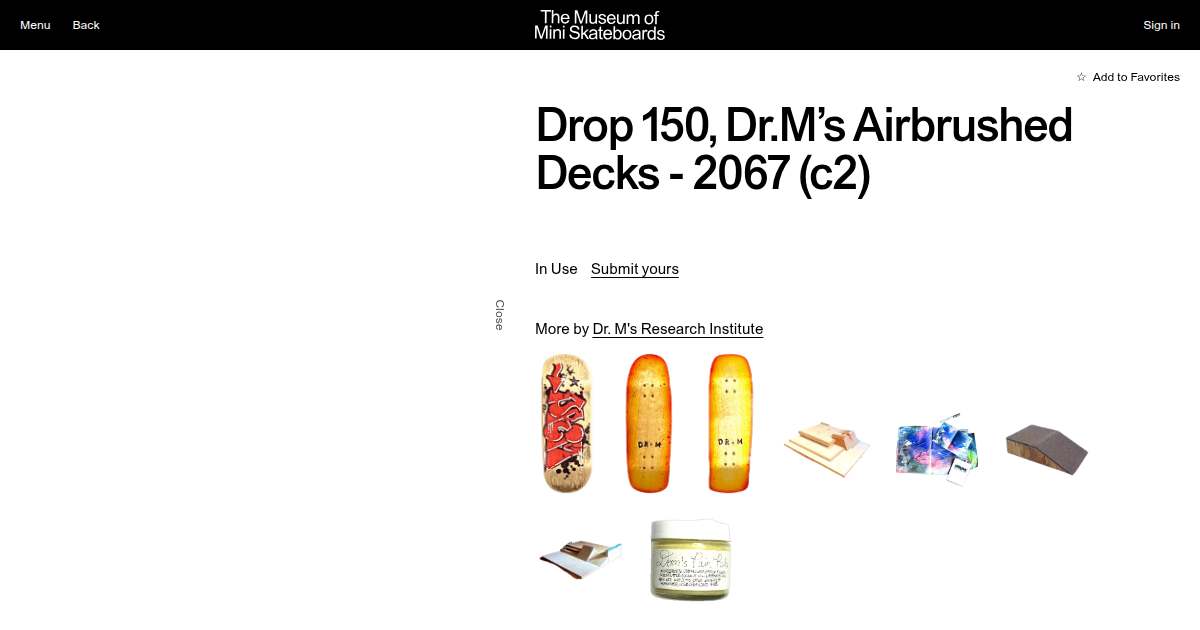 Menu
Back
The Museum of
Mini Skateboards
Sign in
☆ Add to Favorites
Drop 150, Dr.M’s Airbrushed
Decks - 2067 (c2)
In Use
Submit yours
Close
More by Dr. M's Research Institute
DR.M
DR.M